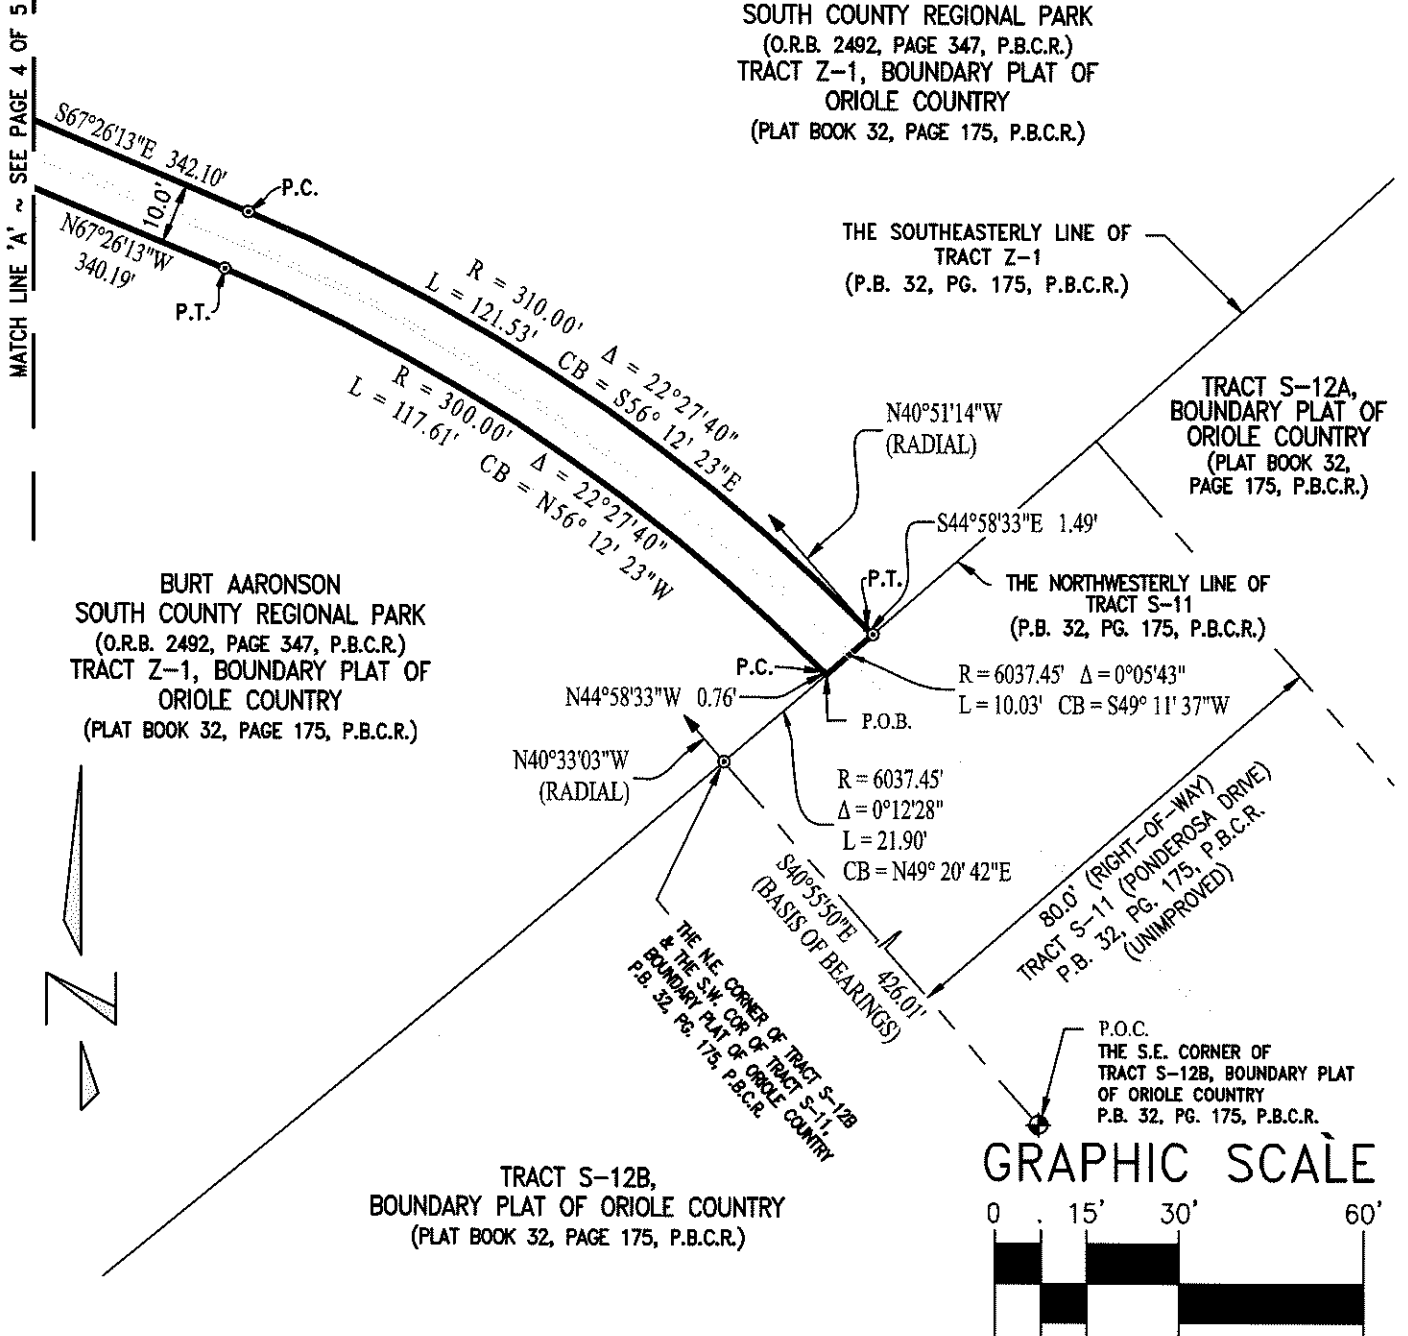 MATCH LINE 'A' ~ SEE PAGE 4 OF 5
SOUTH COUNTY REGIONAL PARK
(O.R.B. 2492, PAGE 347, P.B.C.R.)
TRACT Z-1, BOUNDARY PLAT OF
ORIOLE COUNTRY
(PLAT BOOK 32, PAGE 175, P.B.C.R.)
S67°26'13"E 342.10'
P.C.
10.0'
N67°26'13"W
340.19'
P.T.
R = 310.00' Δ = 22°27'40"
L = 121.53' CB = S56° 12' 23"E
R = 300.00' Δ = 22°27'40"
L = 117.61' CB = N56° 12' 23"W
THE SOUTHEASTERLY LINE OF
TRACT Z-1
(P.B. 32, PG. 175, P.B.C.R.)
TRACT S-12A,
BOUNDARY PLAT OF
ORIOLE COUNTRY
(PLAT BOOK 32,
PAGE 175, P.B.C.R.)
N40°51'14"W
(RADIAL)
S44°58'33"E 1.49'
P.T.
THE NORTHWESTERLY LINE OF
TRACT S-11
(P.B. 32, PG. 175, P.B.C.R.)
BURT AARONSON
SOUTH COUNTY REGIONAL PARK
(O.R.B. 2492, PAGE 347, P.B.C.R.)
TRACT Z-1, BOUNDARY PLAT OF
ORIOLE COUNTRY
(PLAT BOOK 32, PAGE 175, P.B.C.R.)
P.C.
N44°58'33"W 0.76'
P.O.B.
R = 6037.45' Δ = 0°05'43"
L = 10.03' CB = S49° 11' 37"W
N40°33'03"W
(RADIAL)
R = 6037.45'
Δ = 0°12'28"
L = 21.90'
CB = N49° 20' 42"E
80.0' (RIGHT-OF-WAY)
TRACT S-11 (PONDEROSA DRIVE)
P.B. 32, PG. 175, P.B.C.R.
(UNIMPROVED)
S40°55'50"E 426.01'
(BASIS OF BEARINGS)
THE N.E. CORNER OF TRACT S-12B
& THE S.W. COR OF TRACT S-11,
BOUNDARY PLAT OF ORIOLE COUNTRY
P.B. 32, PG. 175, P.B.C.R.
N
P.O.C.
THE S.E. CORNER OF
TRACT S-12B, BOUNDARY PLAT
OF ORIOLE COUNTRY
P.B. 32, PG. 175, P.B.C.R.
TRACT S-12B,
BOUNDARY PLAT OF ORIOLE COUNTRY
(PLAT BOOK 32, PAGE 175, P.B.C.R.)
GRAPHIC SCALE
0 15' 30' 60'